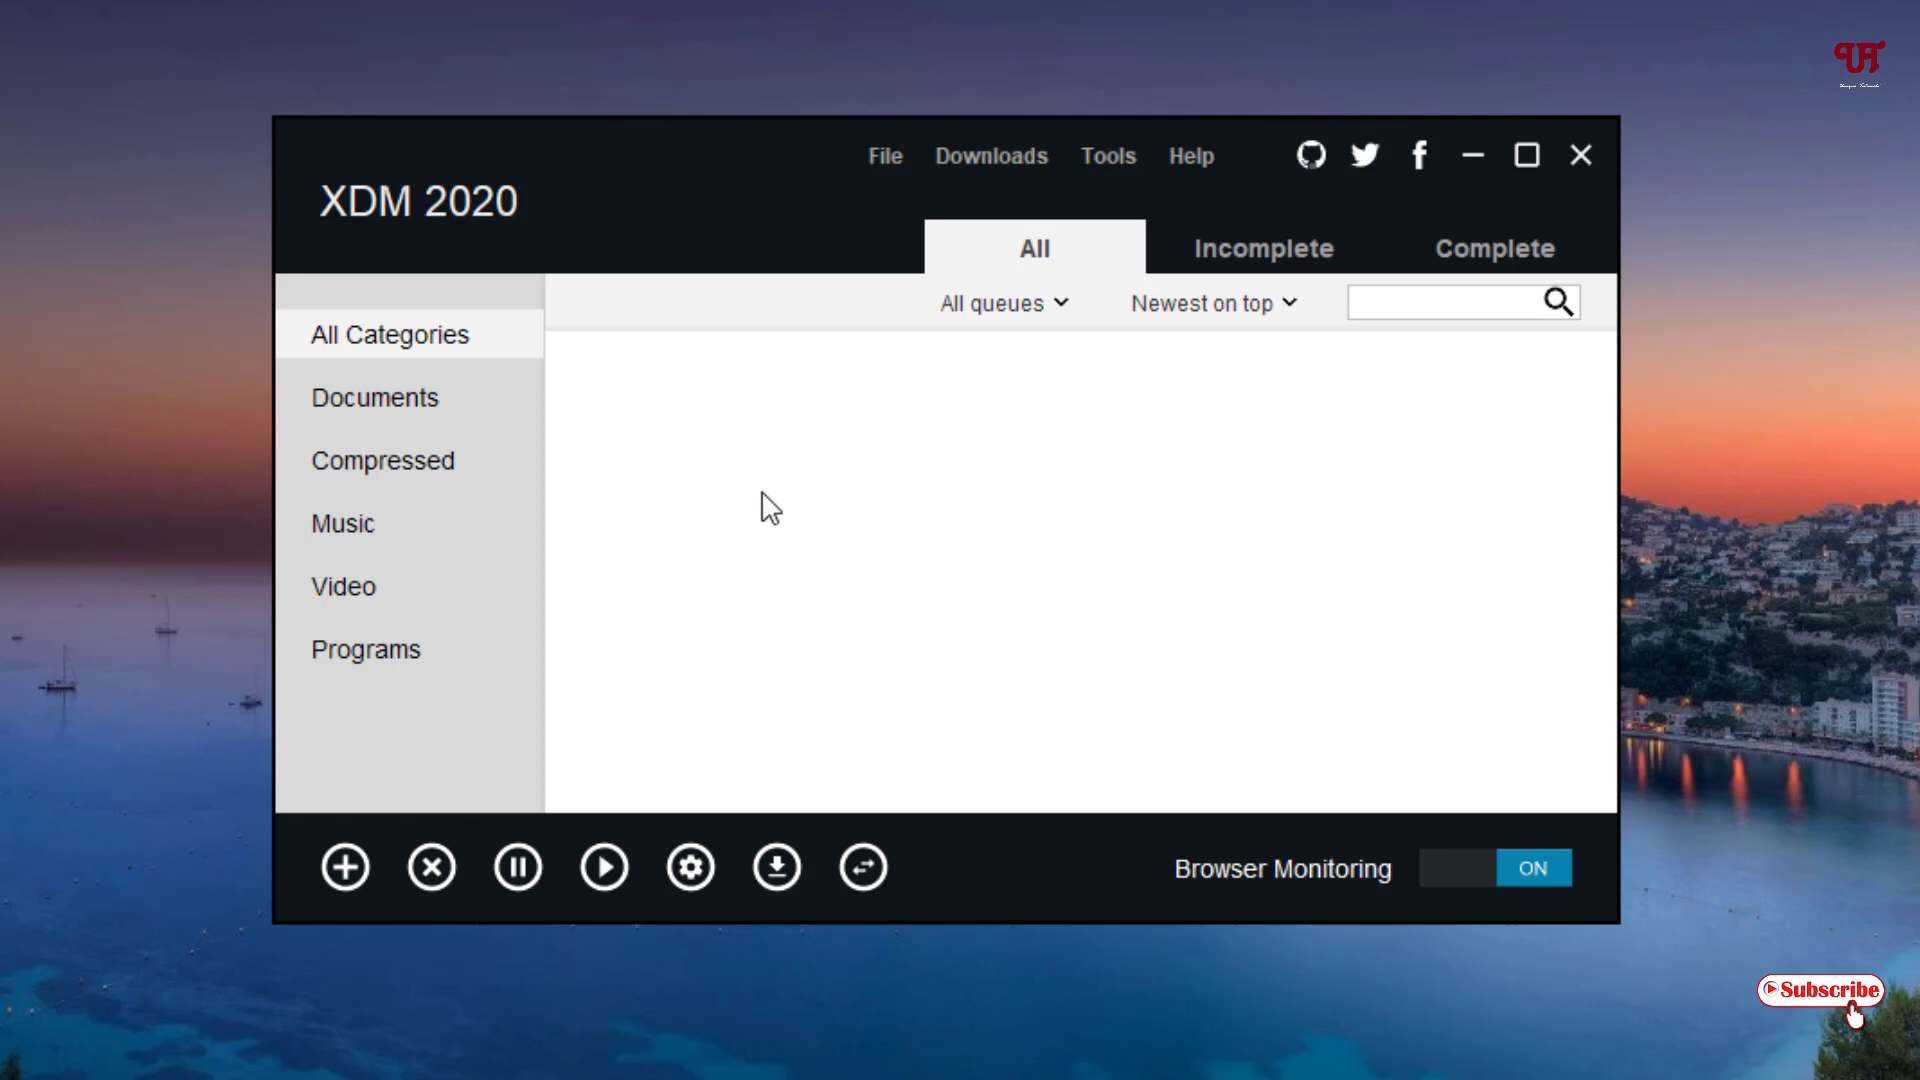 File Downloads Tools Help
XDM 2020
All Incomplete Complete
All queues Newest on top
All Categories
Documents
Compressed
Music
Video
Programs
Browser Monitoring ON
Subscribe